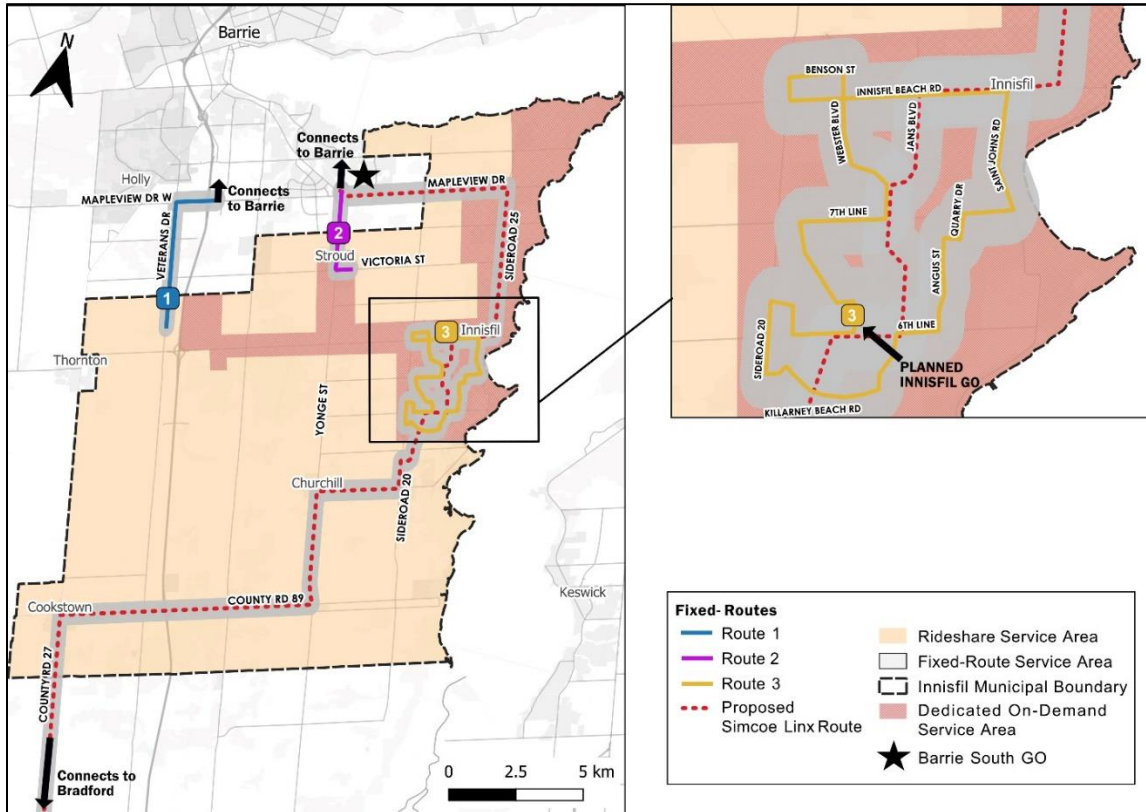 N
Barrie
Connects
to Barrie
Holly
Connects
to Barrie
MAPLEVIEW DR W
MAPLEVIEW DR
VETERANS DR
2
Stroud
VICTORIA ST
SIDEROAD 25
1
3
Innisfil
Thornton
YONGE ST
Churchill
SIDEROAD 20
Cookstown
COUNTY RD 89
Keswick
COUNTY RD 27
Connects to
Bradford
0 2.5 5 km
BENSON ST
INNISFIL BEACH RD
Innisfil
WEBSTER BLVD
JANS BLVD
SAINT JOHNS RD
QUARRY DR
7TH LINE
ANGUS ST
3
6TH LINE
SIDEROAD 20
PLANNED
INNISFIL GO
KILLARNEY BEACH RD
Fixed- Routes
Route 1
Route 2
Route 3
Proposed
Simcoe Linx Route
Rideshare Service Area
Fixed-Route Service Area
Innisfil Municipal Boundary
Dedicated On-Demand
Service Area
Barrie South GO